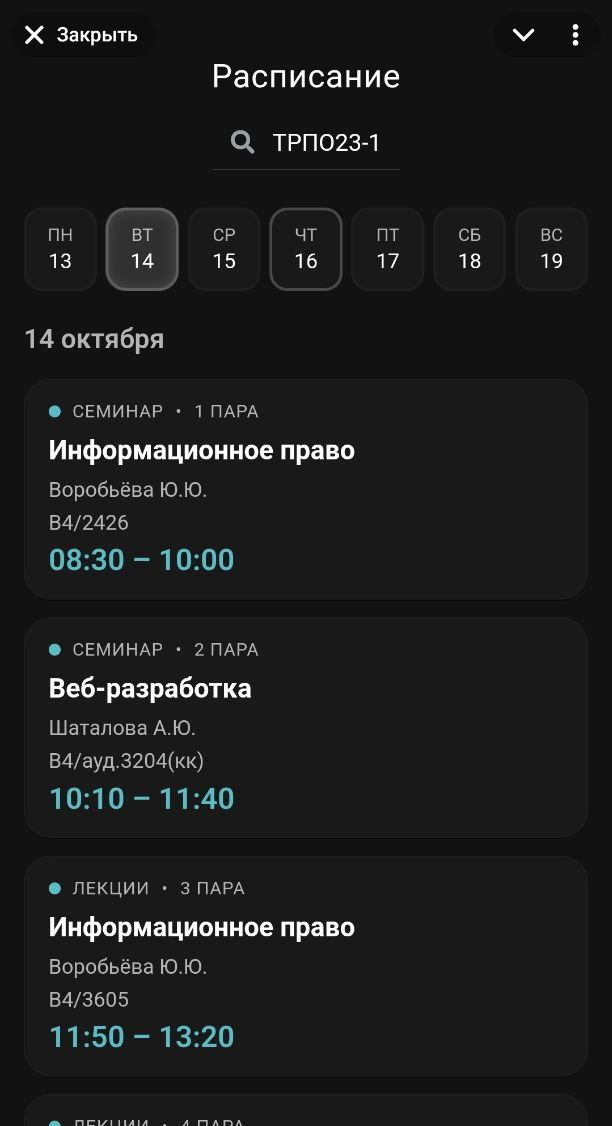 Закрыть
Расписание
ТРПО23-1
ПН ВТ СР ЧТ ПТ СБ ВС
13 14 15 16 17 18 19
14 октября
СЕМИНАР • 1 ПАРА
Информационное право
Воробьёва Ю.Ю.
В4/2426
08:30 – 10:00
СЕМИНАР • 2 ПАРА
Веб-разработка
Шаталова А.Ю.
В4/ауд.3204(кк)
10:10 – 11:40
ЛЕКЦИИ • 3 ПАРА
Информационное право
Воробьёва Ю.Ю.
В4/3605
11:50 – 13:20
ЛЕКЦИИ • 4 ПАРА